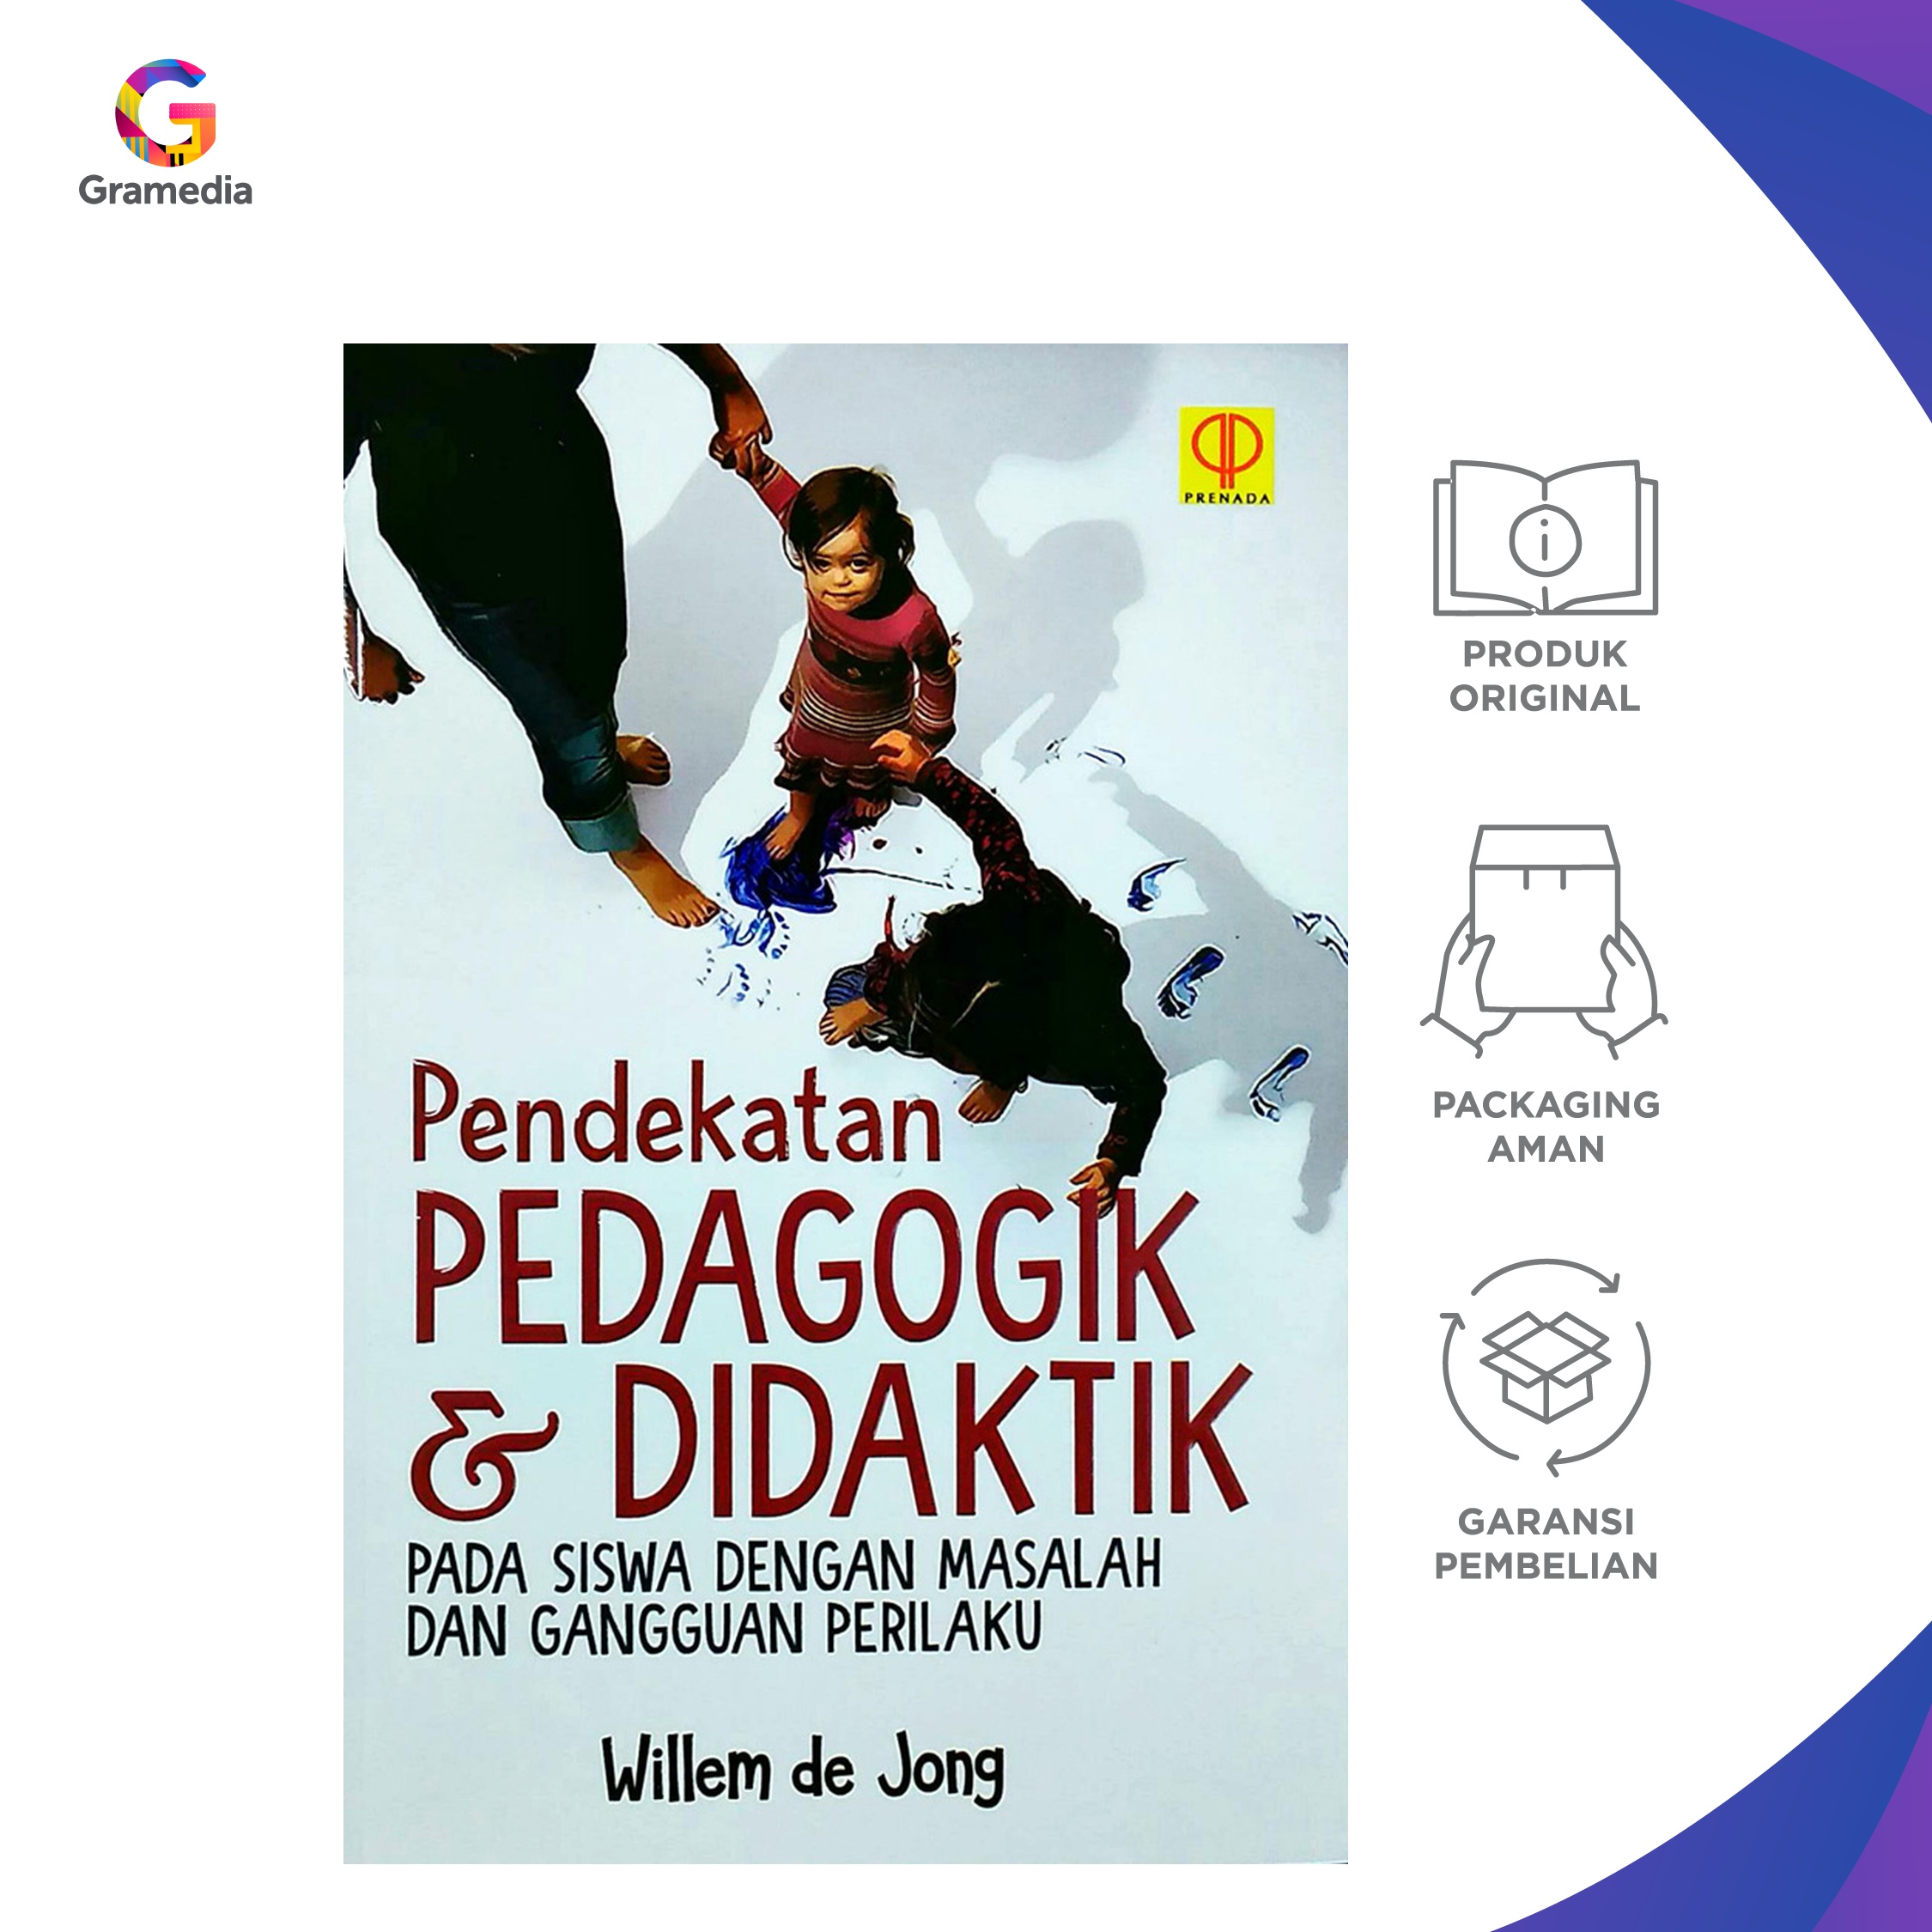 Gramedia
PRENADA
Pendekatan
PEDAGOGIK
& DIDAKTIK
PADA SISWA DENGAN MASALAH
DAN GANGGUAN PERILAKU
Willem de Jong
PRODUK
ORIGINAL
PACKAGING
AMAN
GARANSI
PEMBELIAN